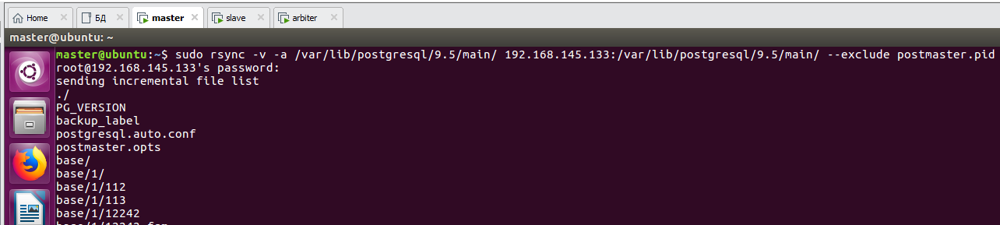 Home
БД
master
slave
arbiter
master@ubuntu: ~
master@ubuntu:~$ sudo rsync -v -a /var/lib/postgresql/9.5/main/ 192.168.145.133:/var/lib/postgresql/9.5/main/ --exclude postmaster.pid
root@192.168.145.133's password:
sending incremental file list
./
PG_VERSION
backup_label
postgresql.auto.conf
postmaster.opts
base/
base/1/
base/1/112
base/1/113
base/1/12242